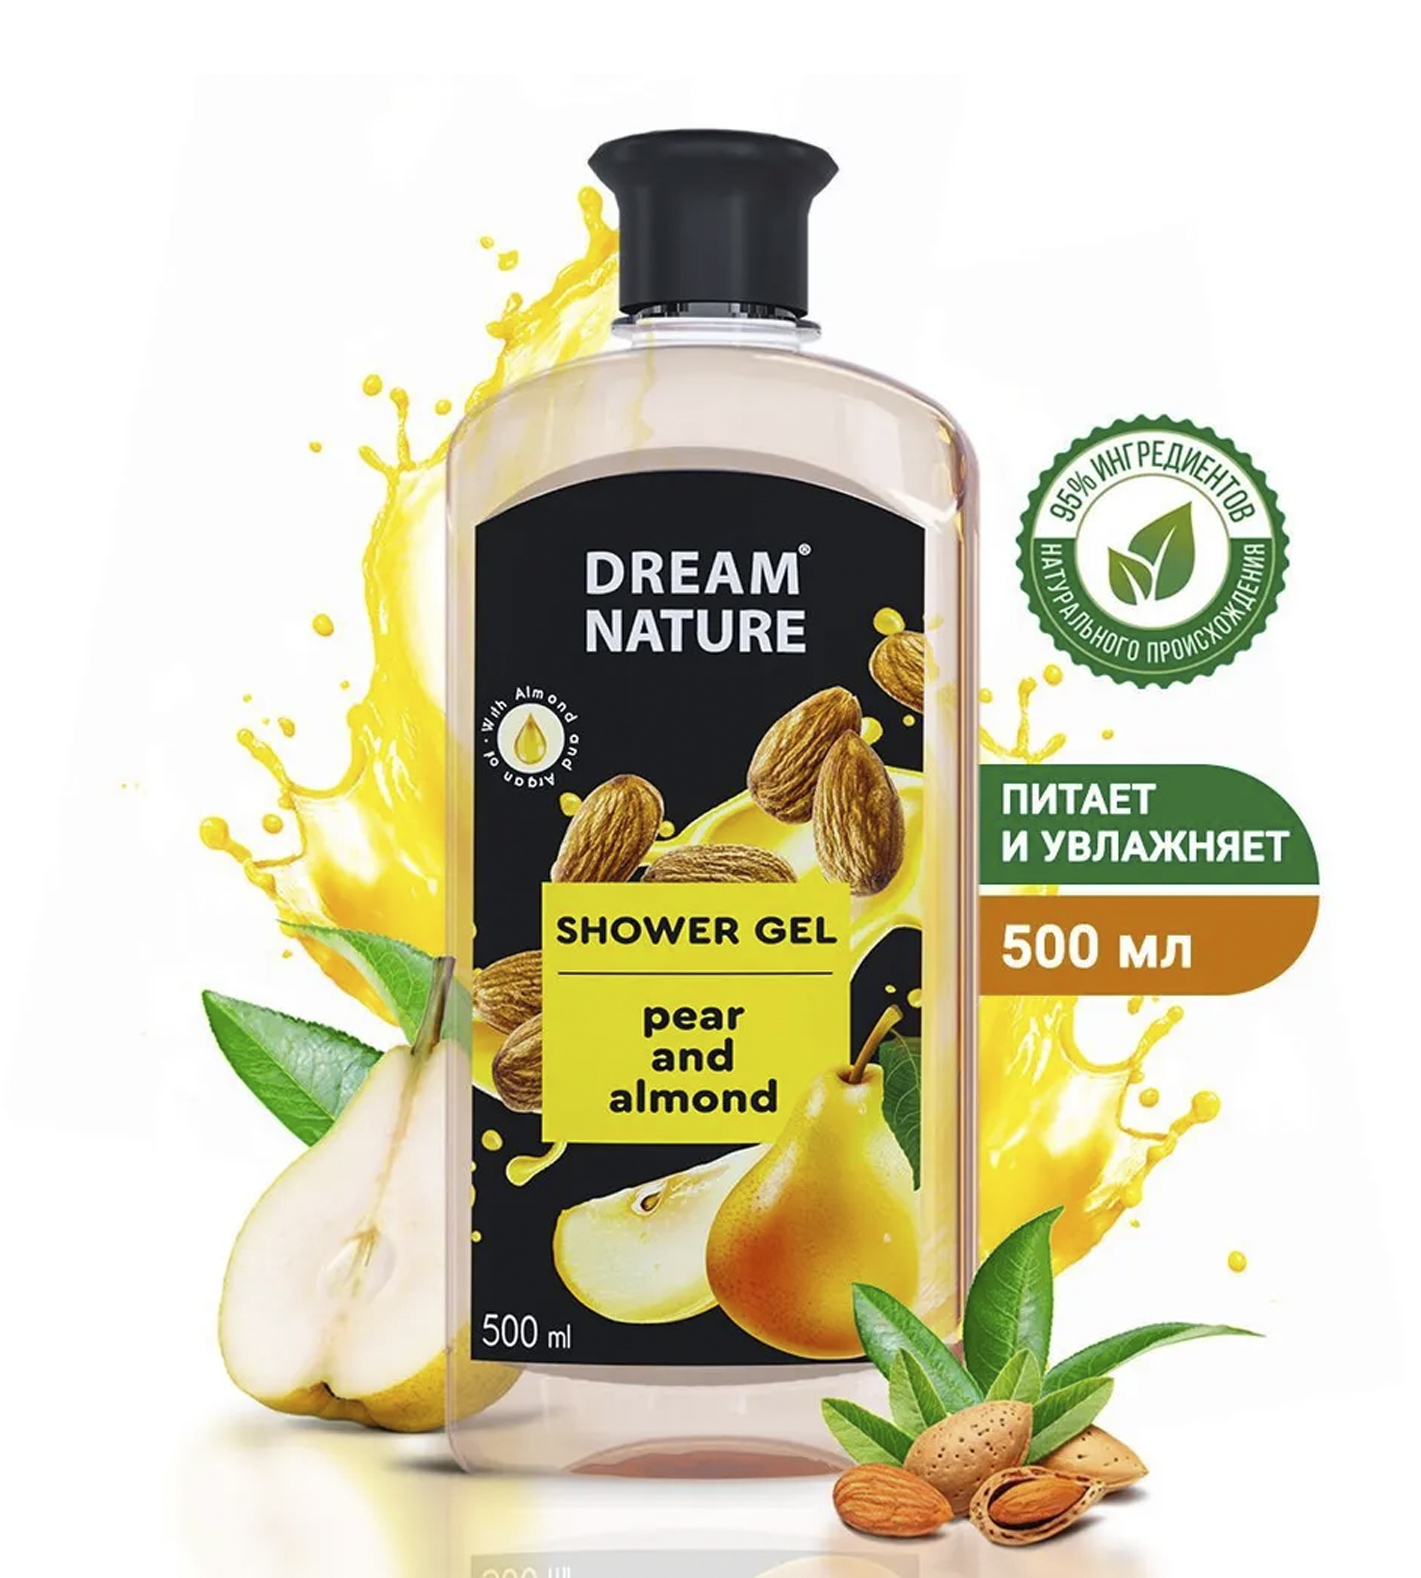 DREAM®
NATURE
With Almond and Argan oil
SHOWER GEL
pear
and
almond
500 ml
95% ИНГРЕДИЕНТОВ
НАТУРАЛЬНОГО ПРОИСХОЖДЕНИЯ
ПИТАЕТ
И УВЛАЖНЯЕТ
500 мл